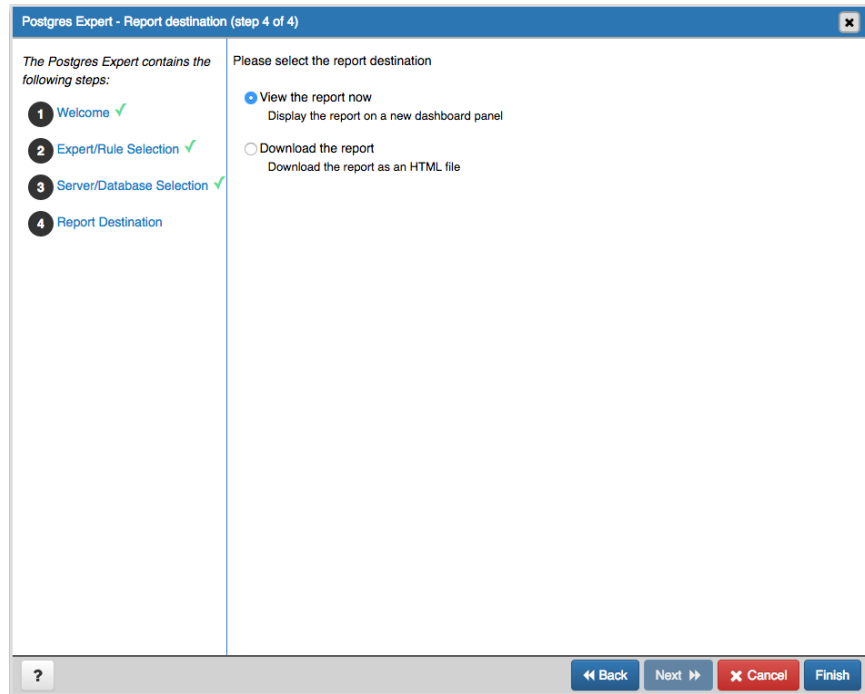 Postgres Expert - Report destination (step 4 of 4)
The Postgres Expert contains the
following steps:
1 Welcome
2 Expert/Rule Selection
3 Server/Database Selection
4 Report Destination
Please select the report destination
View the report now
Display the report on a new dashboard panel
Download the report
Download the report as an HTML file
? Back Next Cancel Finish